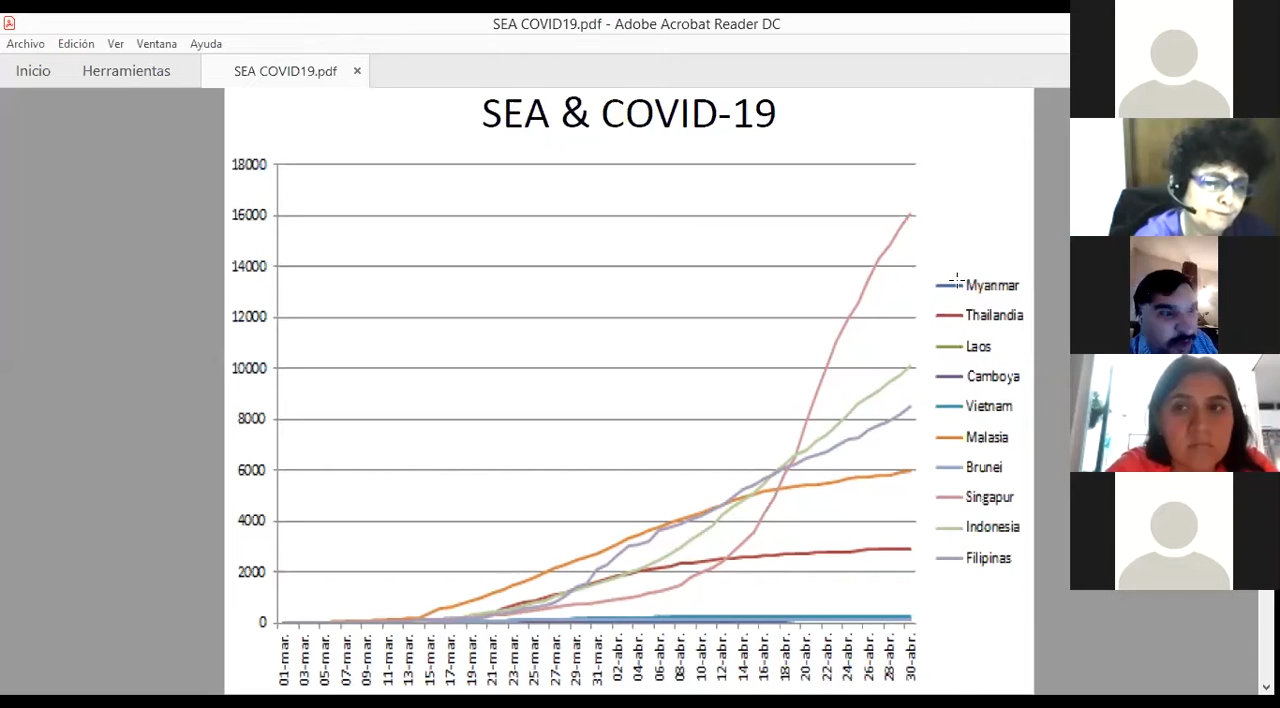 SEA COVID19.pdf - Adobe Acrobat Reader DC
Archivo Edición Ver Ventana Ayuda
Inicio Herramientas SEA COVID19.pdf ×
SEA & COVID-19
18000
16000
14000
12000
10000
8000
6000
4000
2000
0
01-mar.
03-mar.
05-mar.
07-mar.
09-mar.
11-mar.
13-mar.
15-mar.
17-mar.
19-mar.
21-mar.
23-mar.
25-mar.
27-mar.
29-mar.
31-mar.
02-abr.
04-abr.
06-abr.
08-abr.
10-abr.
12-abr.
14-abr.
16-abr.
18-abr.
20-abr.
22-abr.
24-abr.
26-abr.
28-abr.
30-abr.
Myanmar
Thailandia
Laos
Camboya
Vietnam
Malasia
Brunei
Singapur
Indonesia
Filipinas